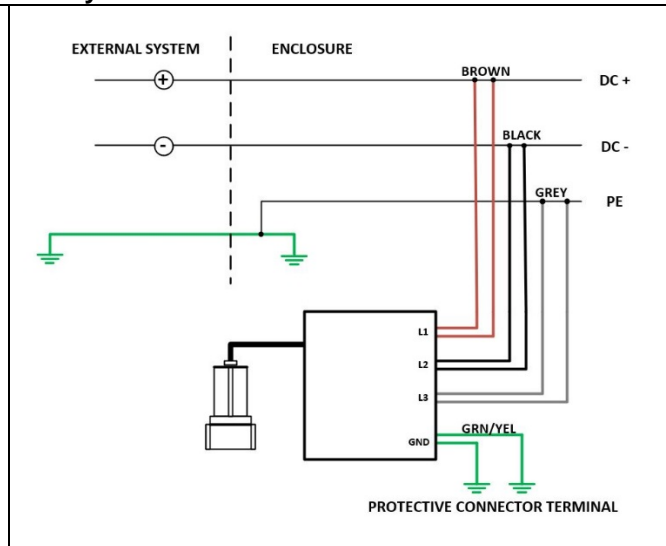 EXTERNAL SYSTEM
ENCLOSURE
BROWN
DC +
+
BLACK
DC -
-
GREY
PE
L1
L2
L3
GRN/YEL
GND
PROTECTIVE CONNECTOR TERMINAL